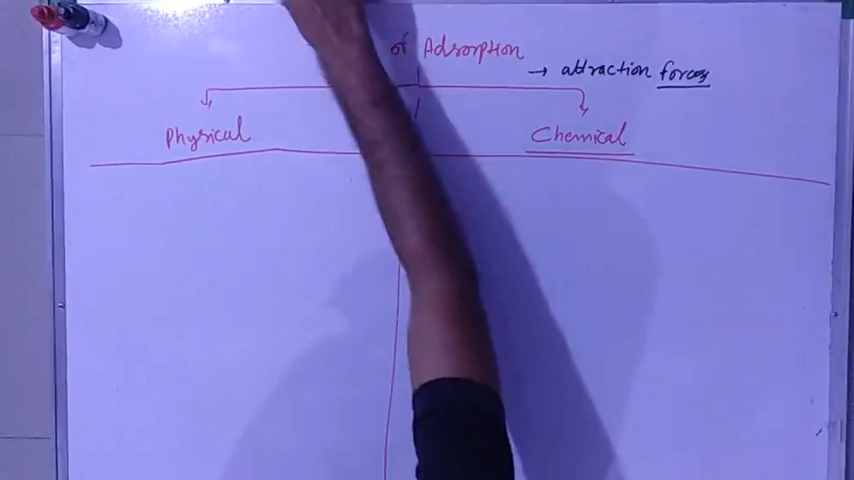 of Adsorption
→ attraction forces
Physical
Chemical